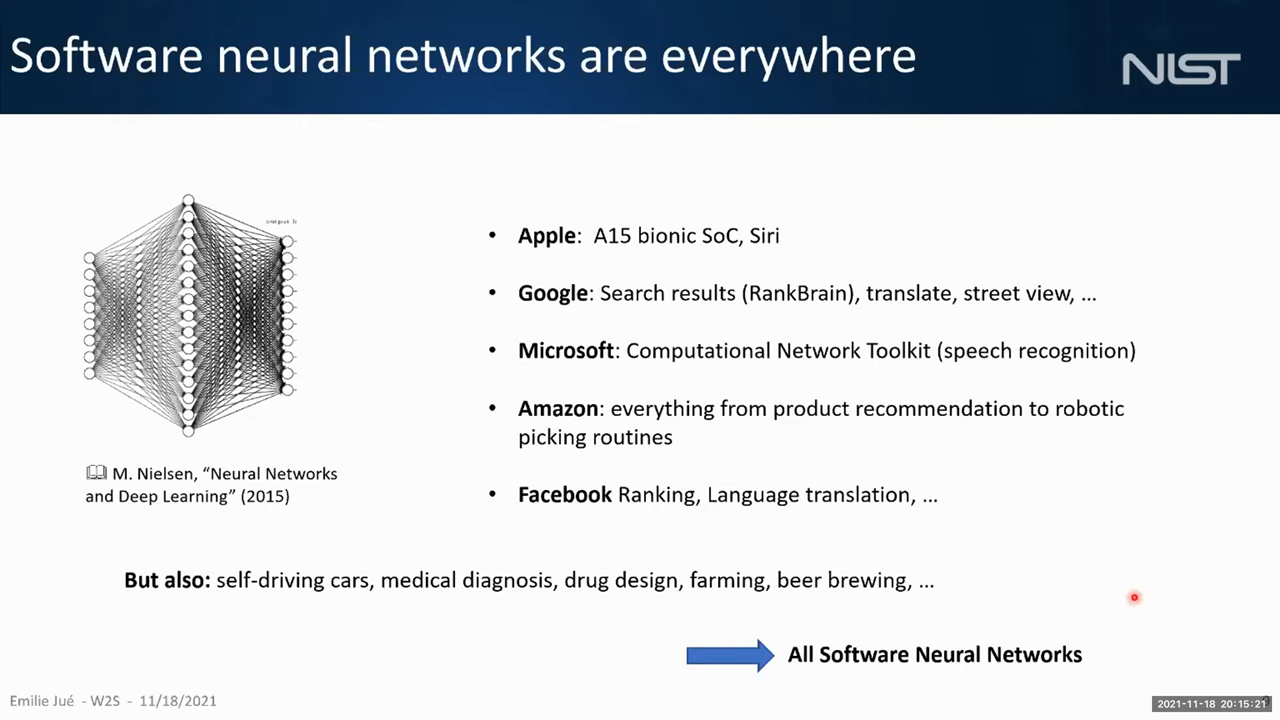 Software neural networks are everywhere
NIST
• Apple:  A15 bionic SoC, Siri
• Google: Search results (RankBrain), translate, street view, …
• Microsoft: Computational Network Toolkit (speech recognition)
• Amazon: everything from product recommendation to robotic
picking routines
• Facebook Ranking, Language translation, …
M. Nielsen, “Neural Networks
and Deep Learning” (2015)
But also: self-driving cars, medical diagnosis, drug design, farming, beer brewing, …
All Software Neural Networks
Emilie Jué  - W2S  -  11/18/2021
2021-11-18  20:15:21